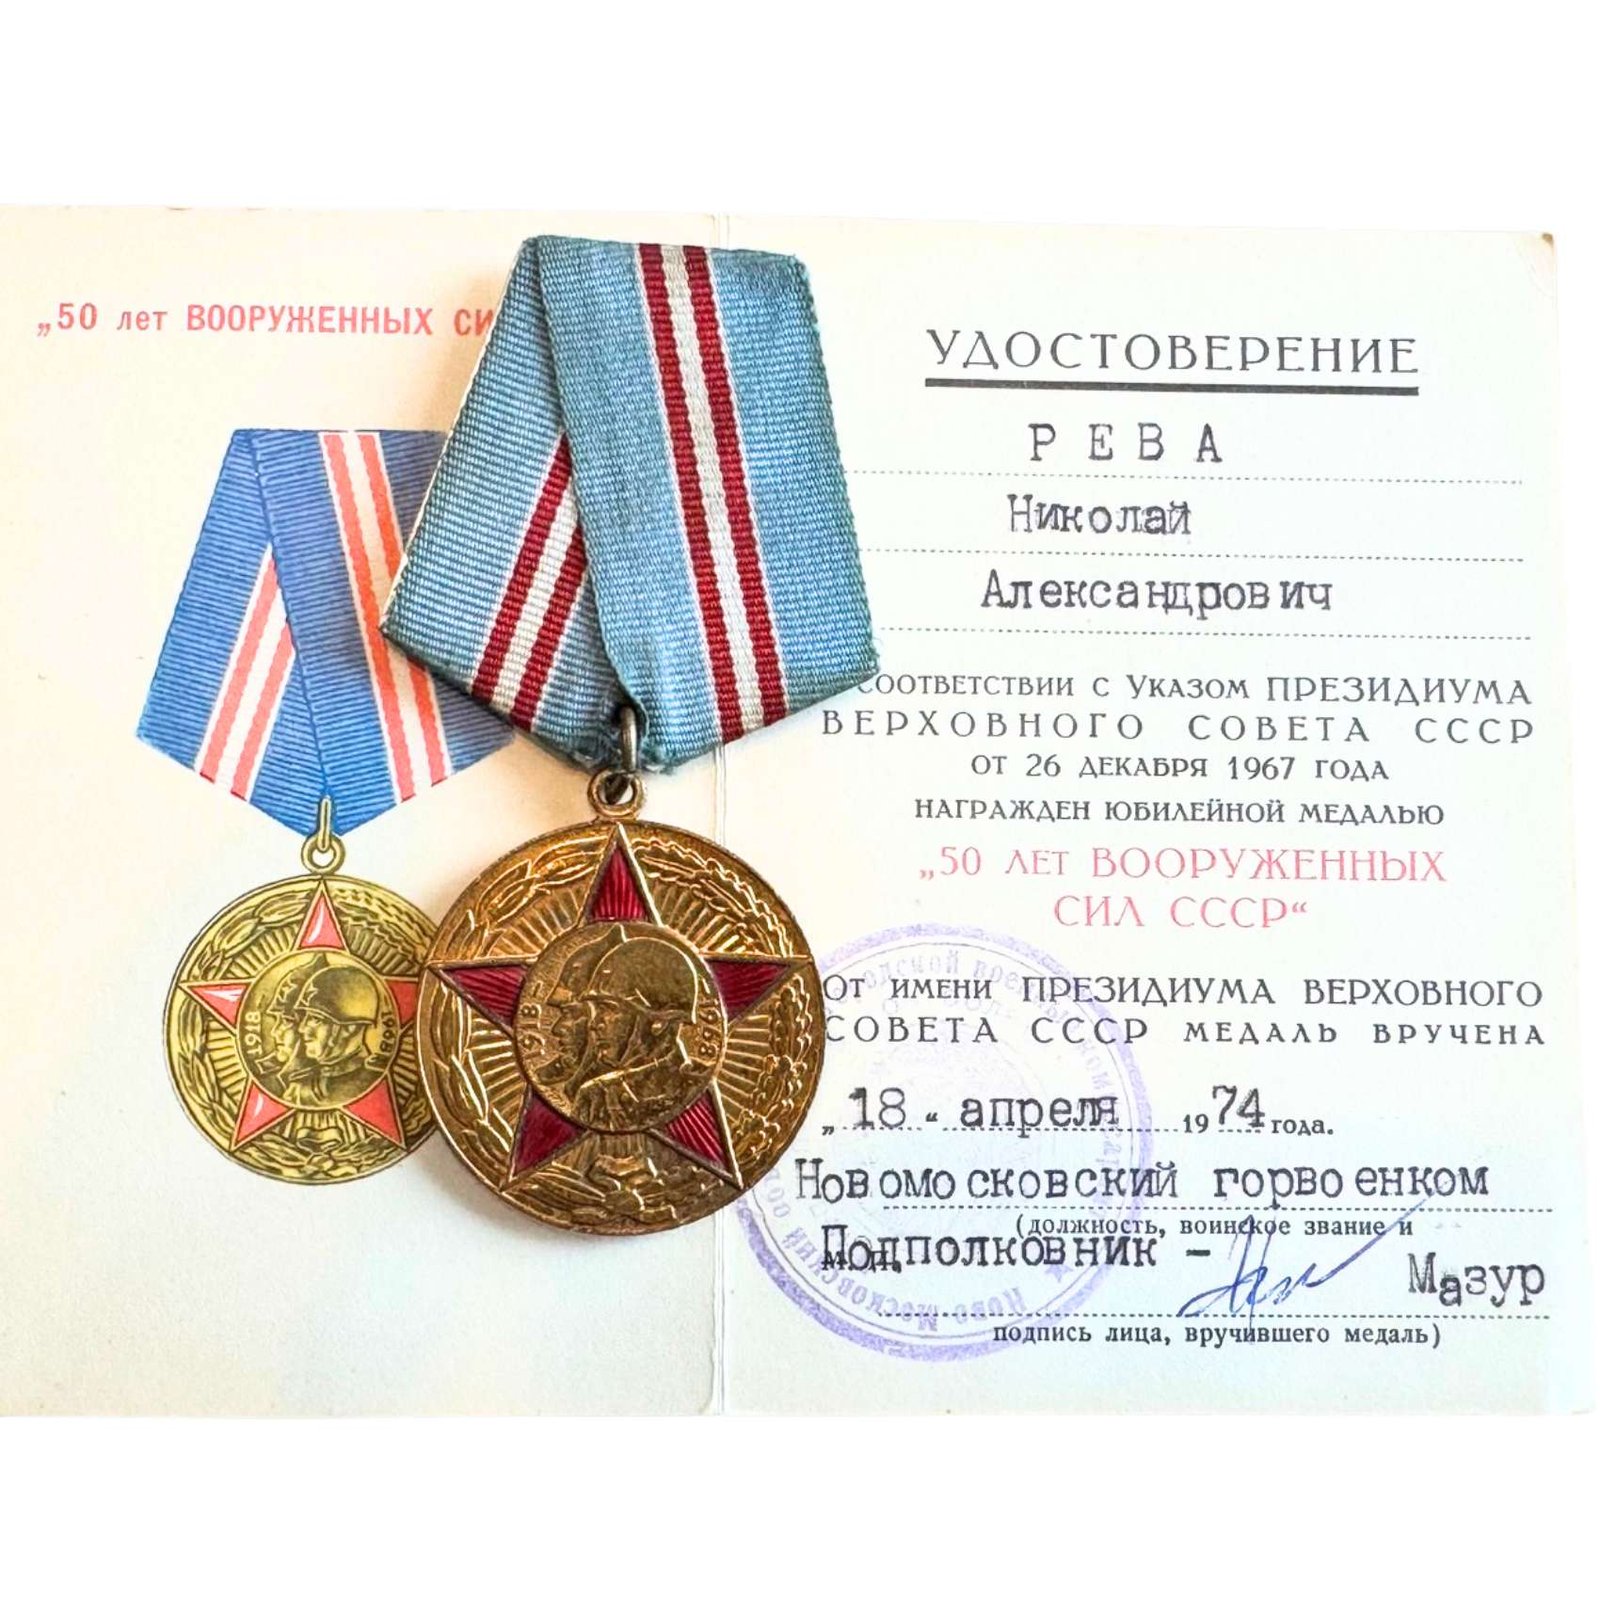 „50 лет ВООРУЖЕННЫХ
УДОСТОВЕРЕНИЕ
РЕВА
Николай
Александрович
СООТВЕТСТВИИ С УКАЗОМ ПРЕЗИДИУМА
ВЕРХОВНОГО СОВЕТА СССР
ОТ 26 ДЕКАБРЯ 1967 ГОДА
НАГРАЖДЕН ЮБИЛЕЙНОЙ МЕДАЛЬЮ
„50 ЛЕТ ВООРУЖЕННЫХ
СИЛ СССР“
ОТ ИМЕНИ ПРЕЗИДИУМА ВЕРХОВНОГО
СОВЕТА СССР МЕДАЛЬ ВРУЧЕНА
„18“ апреля 1974 года.
Новомосковский горвоенком
(должность, воинское звание и
Подполковник - Мазур
подпись лица, вручившего медаль)
1918-
1968
1918-
1968